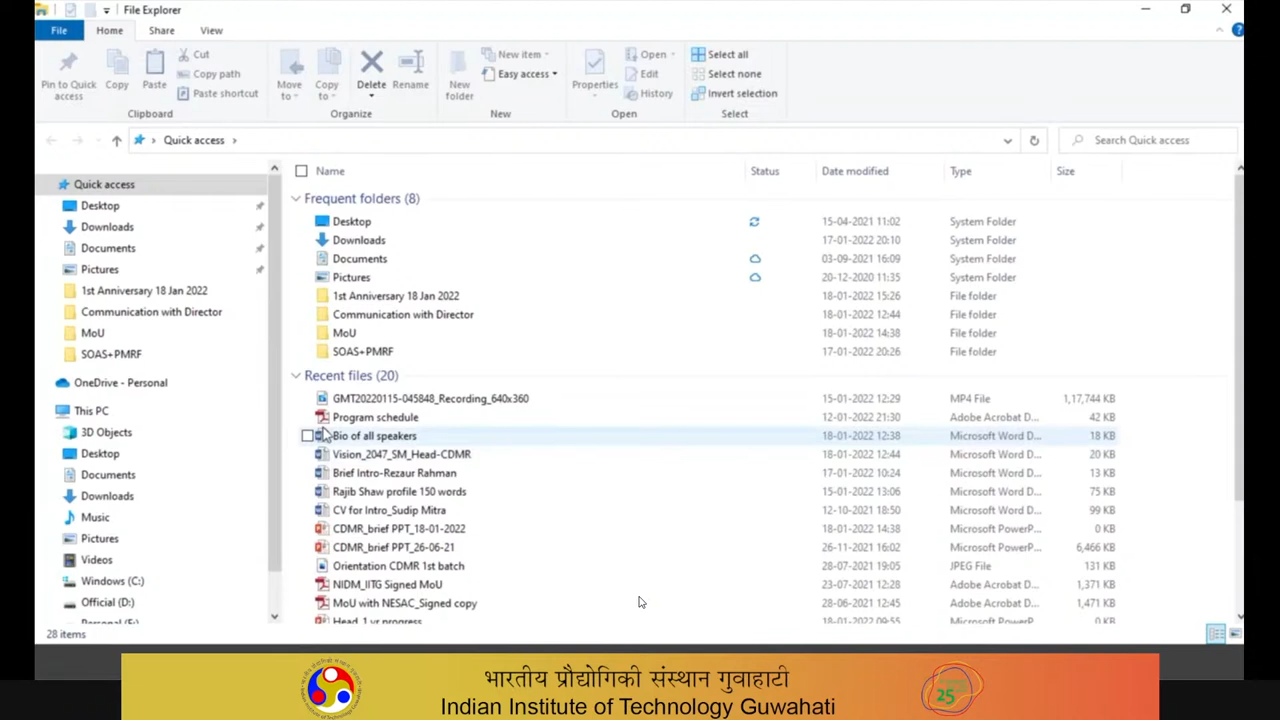 File Explorer
File Home Share View
Pin to Quick access
Copy
Paste
Cut
Copy path
Paste shortcut
Clipboard
Move to
Copy to
Delete
Rename
Organize
New folder
New item
Easy access
New
Properties
Open
Edit
History
Open
Select all
Select none
Invert selection
Select
Quick access
Search Quick access
Quick access
Desktop
Downloads
Documents
Pictures
1st Anniversary 18 Jan 2022
Communication with Director
MoU
SOAS+PMRF
OneDrive - Personal
This PC
3D Objects
Desktop
Documents
Downloads
Music
Pictures
Videos
Windows (C:)
Official (D:)
Name Status Date modified Type Size
Frequent folders (8)
Desktop 15-04-2021 11:02 System Folder
Downloads 17-01-2022 20:10 System Folder
Documents 03-09-2021 16:09 System Folder
Pictures 20-12-2020 11:35 System Folder
1st Anniversary 18 Jan 2022 18-01-2022 15:26 File folder
Communication with Director 18-01-2022 12:44 File folder
MoU 18-01-2022 14:38 File folder
SOAS+PMRF 17-01-2022 20:26 File folder
Recent files (20)
GMT20220115-045848_Recording_640x360 15-01-2022 12:29 MP4 File 1,17,744 KB
Program schedule 12-01-2022 21:30 Adobe Acrobat D... 42 KB
Bio of all speakers 18-01-2022 12:38 Microsoft Word D... 18 KB
Vision_2047_SM_Head-CDMR 18-01-2022 12:44 Microsoft Word D... 20 KB
Brief Intro-Rezaur Rahman 17-01-2022 10:24 Microsoft Word D... 13 KB
Rajib Shaw profile 150 words 15-01-2022 13:06 Microsoft Word D... 75 KB
CV for Intro_Sudip Mitra 12-10-2021 18:50 Microsoft Word D... 99 KB
CDMR_brief PPT_18-01-2022 18-01-2022 14:38 Microsoft PowerP... 0 KB
CDMR_brief PPT_26-06-21 26-11-2021 16:02 Microsoft PowerP... 6,466 KB
Orientation CDMR 1st batch 28-07-2021 19:05 JPEG File 131 KB
NIDM_IITG Signed MoU 23-07-2021 12:28 Adobe Acrobat D... 1,371 KB
MoU with NESAC_Signed copy 28-06-2021 12:45 Adobe Acrobat D... 1,471 KB
Head_1 yr progress 18-01-2022 09:55 Microsoft PowerP... 0 KB
28 items
भारतीय प्रौद्योगिकी संस्थान गुवाहाटी
Indian Institute of Technology Guwahati
25